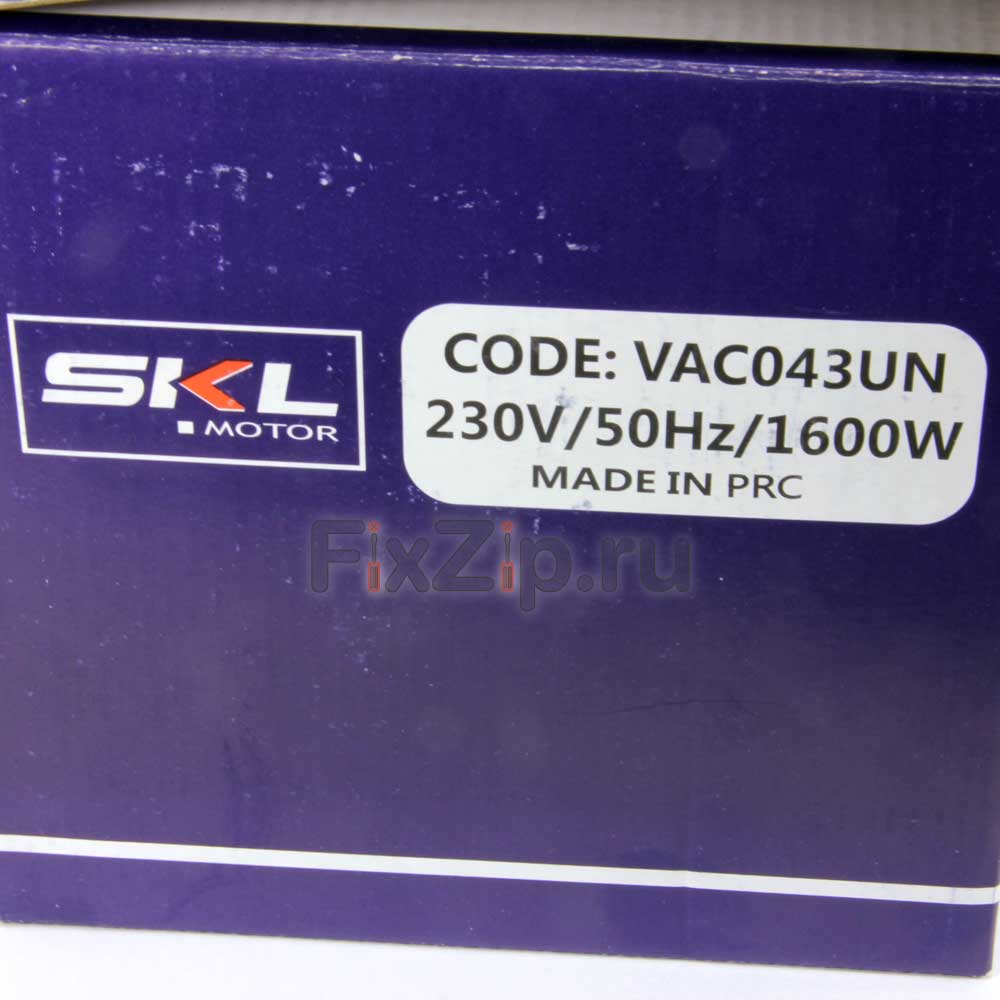 SKL
MOTOR
CODE: VAC043UN
230V/50Hz/1600W
MADE IN PRC
FixZip.ru